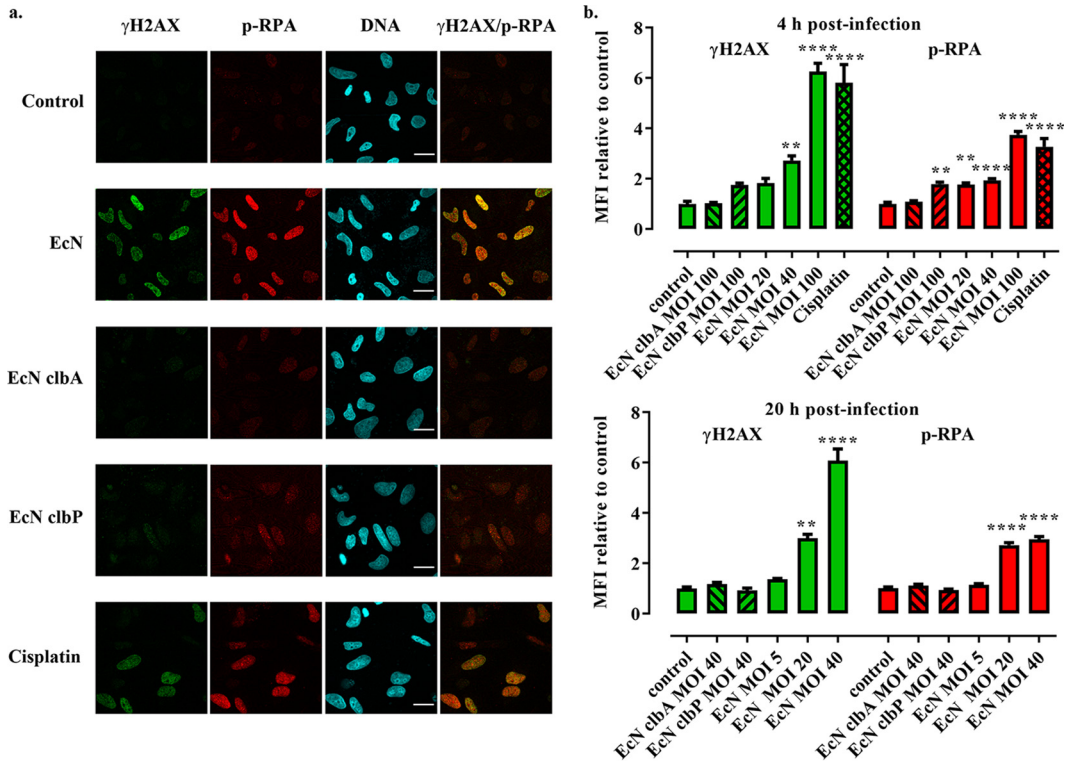 a.
γH2AX p-RPA DNA γH2AX/p-RPA
Control
EcN
EcN clbA
EcN clbP
Cisplatin
b.
4 h post-infection
γH2AX p-RPA
MFI relative to control
8
6
4
2
0
** **** ****
** ** **** **** ****
control
EcN clbA MOI 100
EcN clbP MOI 100
EcN MOI 20
EcN MOI 40
EcN MOI 100
Cisplatin
control
EcN clbA MOI 100
EcN clbP MOI 100
EcN MOI 20
EcN MOI 40
EcN MOI 100
Cisplatin
20 h post-infection
γH2AX p-RPA
MFI relative to control
8
6
4
2
0
** ****
**** ****
control
EcN clbA MOI 40
EcN clbP MOI 40
EcN MOI 5
EcN MOI 20
EcN MOI 40
control
EcN clbA MOI 40
EcN clbP MOI 40
EcN MOI 5
EcN MOI 20
EcN MOI 40